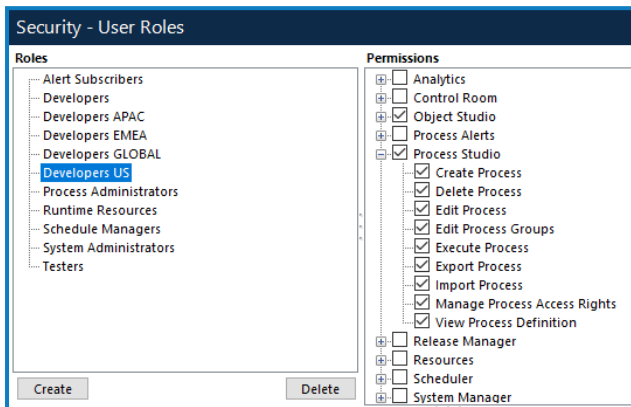 Security - User Roles
Roles
Alert Subscribers
Developers
Developers APAC
Developers EMEA
Developers GLOBAL
Developers US
Process Administrators
Runtime Resources
Schedule Managers
System Administrators
Testers
Create
Delete
Permissions
Analytics
Control Room
Object Studio
Process Alerts
Process Studio
Create Process
Delete Process
Edit Process
Edit Process Groups
Execute Process
Export Process
Import Process
Manage Process Access Rights
View Process Definition
Release Manager
Resources
Scheduler
System Manager